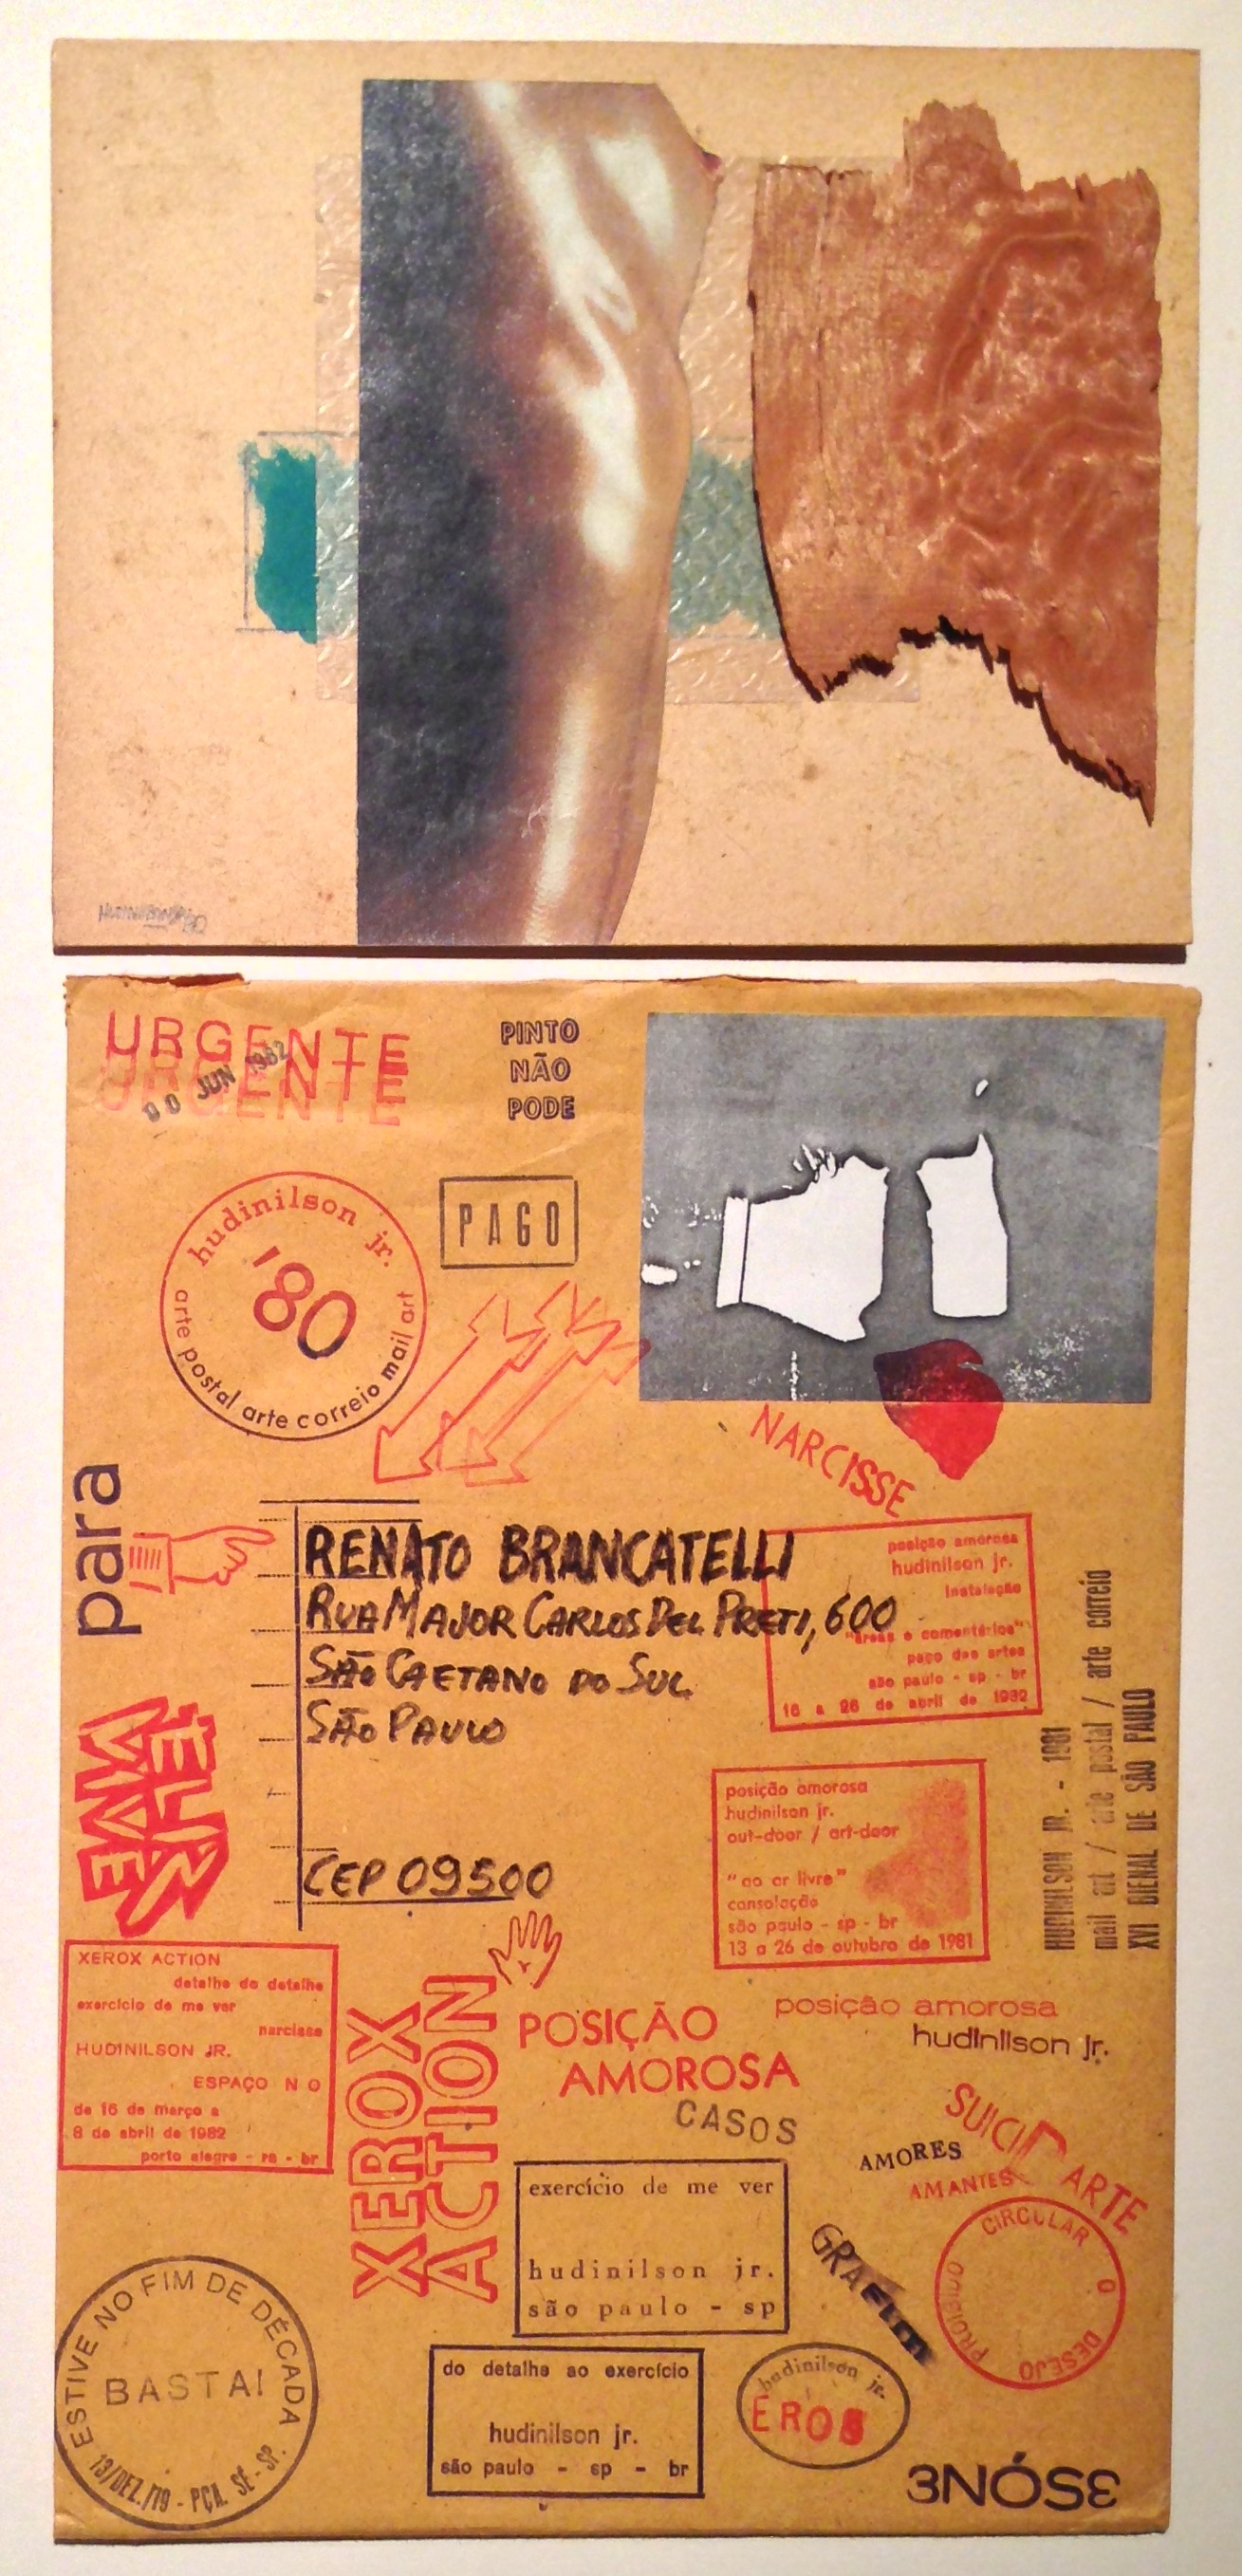 URGENTE
URGENTE
JUN 1982
PINTO
NÃO
PODE
PAGO
hudinilson jr.
'80
arte postal arte correio mail art
NARCISSE
para
RENATO BRANCATELLI
RUA MAJOR CARLOS DEL PRETI, 600
SÃO CAETANO DO SUL
SÃO PAULO
CEP 09500
posição amorosa
hudinilson jr.
instalação
"áreas e comentários"
paço das artes
são paulo - sp - br
16 a 26 de abril de 1982
posição amorosa
hudinilson jr.
out-door / art-door
"ao ar livre"
consolação
são paulo - sp - br
13 a 26 de outubro de 1981
HUDINILSON JR. - 1981
mail art / arte postal / arte correio
XVI BIENAL DE SÃO PAULO
XEROX ACTION
detalhe do detalhe
exercício de me ver
narcisse
HUDINILSON JR.
ESPAÇO N O
de 16 de março a
8 de abril de 1982
porto alegre - rs - br
XEROX
ACTION
POSIÇÃO
AMOROSA
CASOS
posição amorosa
hudinilson jr.
AMORES
AMANTES
ARTE
exercício de me ver
hudinilson jr.
são paulo - sp
CIRCULAR
O DESEJO PROIBIDO
ESTIVE NO FIM DE DÉCADA
BASTA!
13/DEZ./79 - PÇA. SÉ - SP.
do detalhe ao exercício
hudinilson jr.
são paulo - sp - br
hudinilson jr.
EROS
3NÓS3